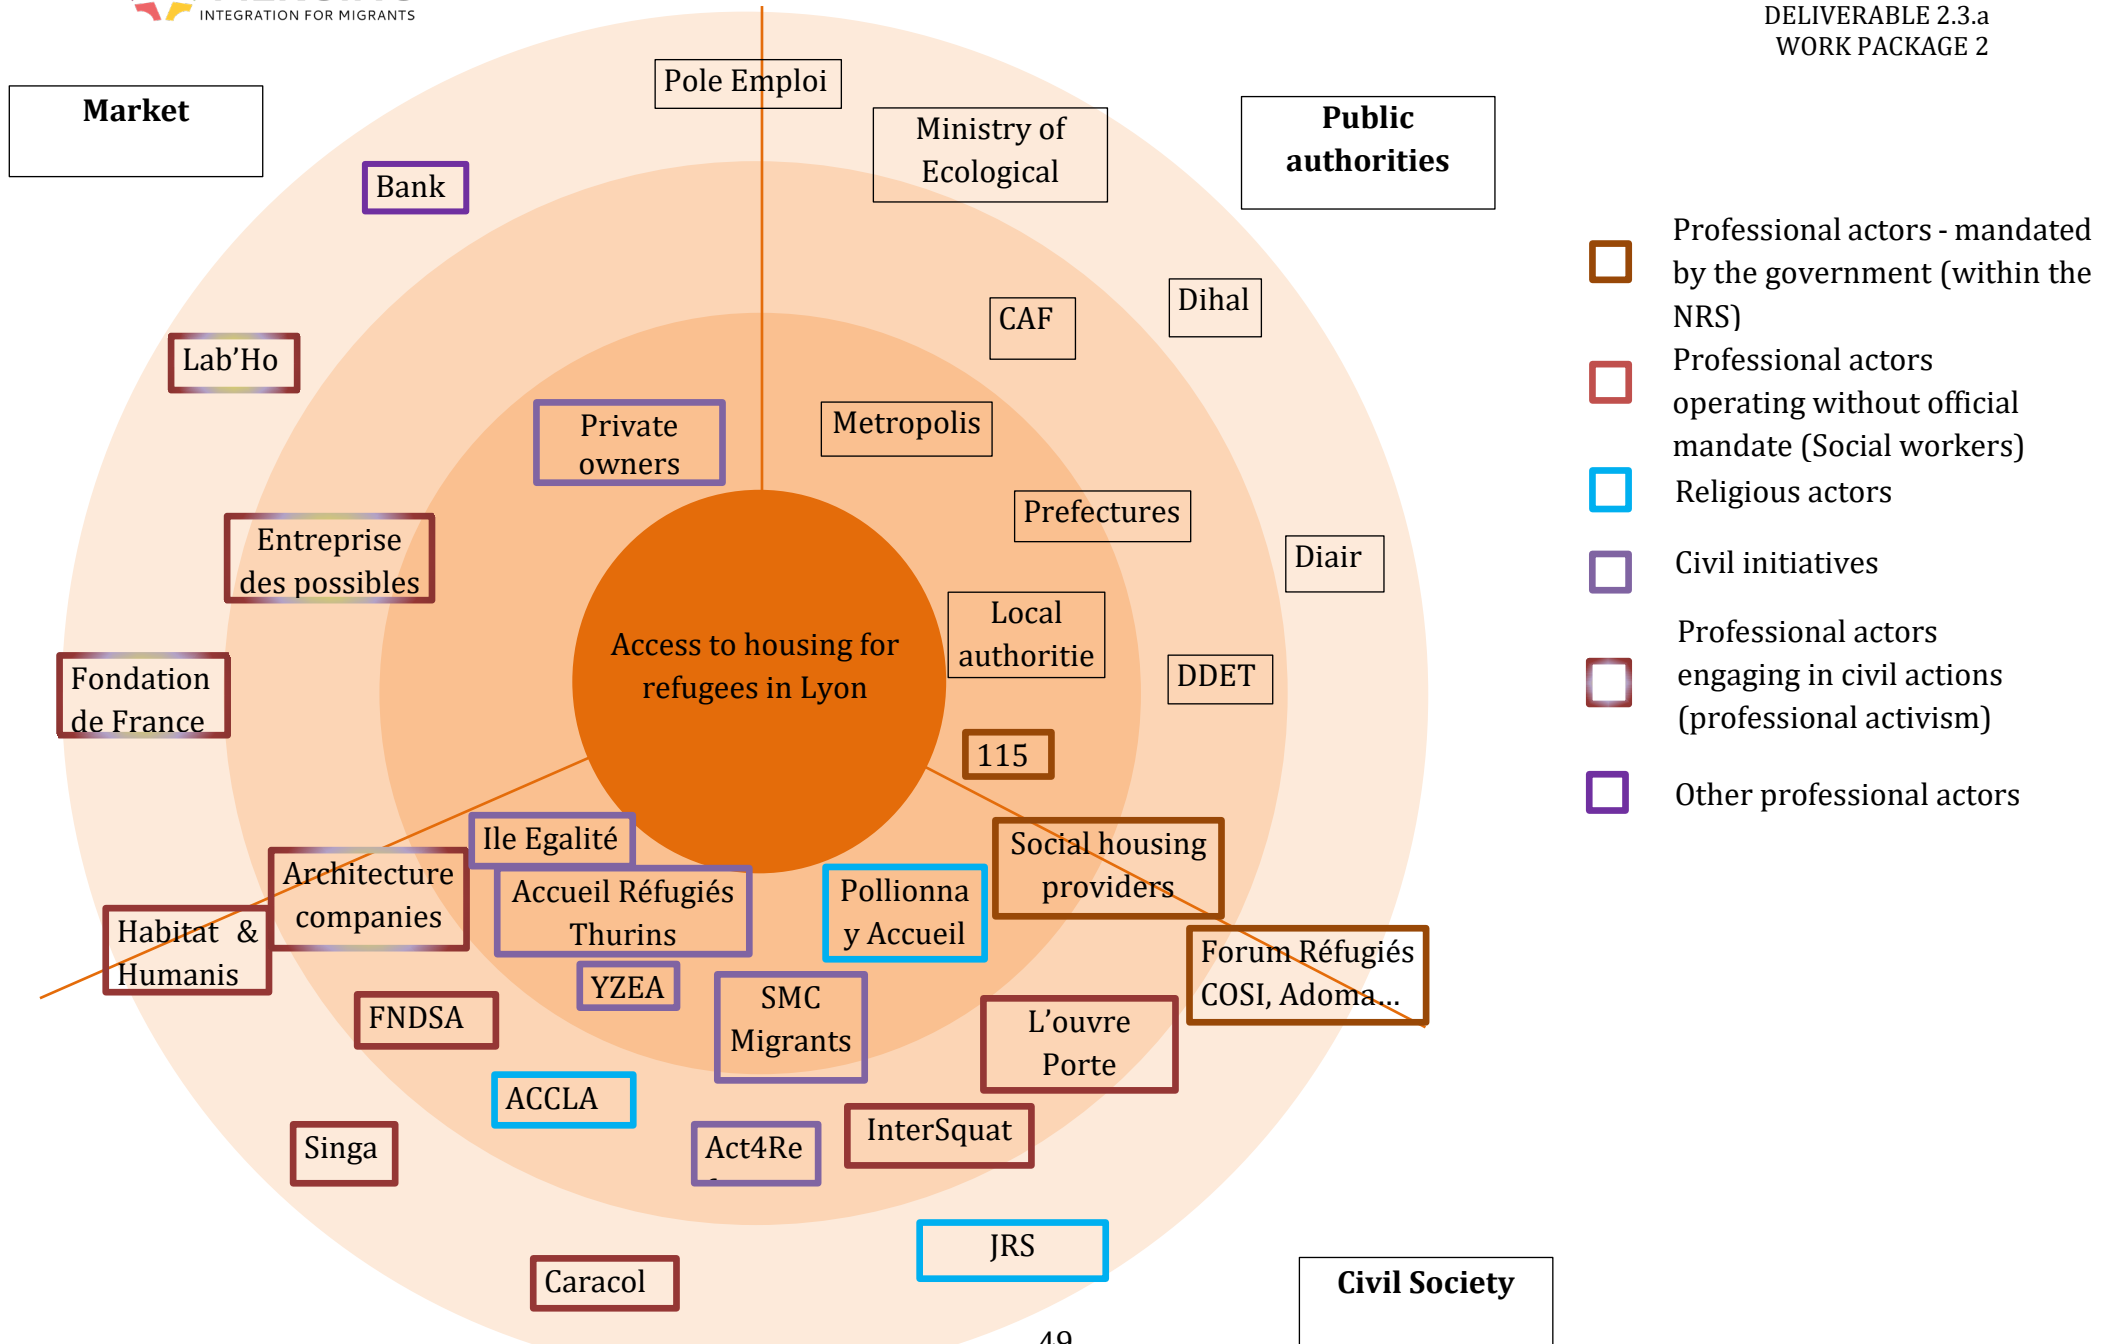 INTEGRATION FOR MIGRANTS
DELIVERABLE 2.3.a
WORK PACKAGE 2
Market
Pole Emploi
Ministry of
Ecological
Public
authorities
Bank
CAF
Dihal
Lab'Ho
Private
owners
Metropolis
Prefectures
Entreprise
des possibles
Diair
Local
authoritie
Access to housing for
refugees in Lyon
Fondation
de France
DDET
115
Ile Egalité
Social housing
providers
Architecture
companies
Accueil Réfugiés
Thurins
Pollionna
y Accueil
Habitat &
Humanis
Forum Réfugiés
COSI, Adoma...
YZEA
SMC
Migrants
FNDSA
L'ouvre
Porte
ACCLA
InterSquat
Singa
Act4Re
JRS
Caracol
Civil Society
49
Professional actors - mandated
by the government (within the
NRS)
Professional actors
operating without official
mandate (Social workers)
Religious actors
Civil initiatives
Professional actors
engaging in civil actions
(professional activism)
Other professional actors